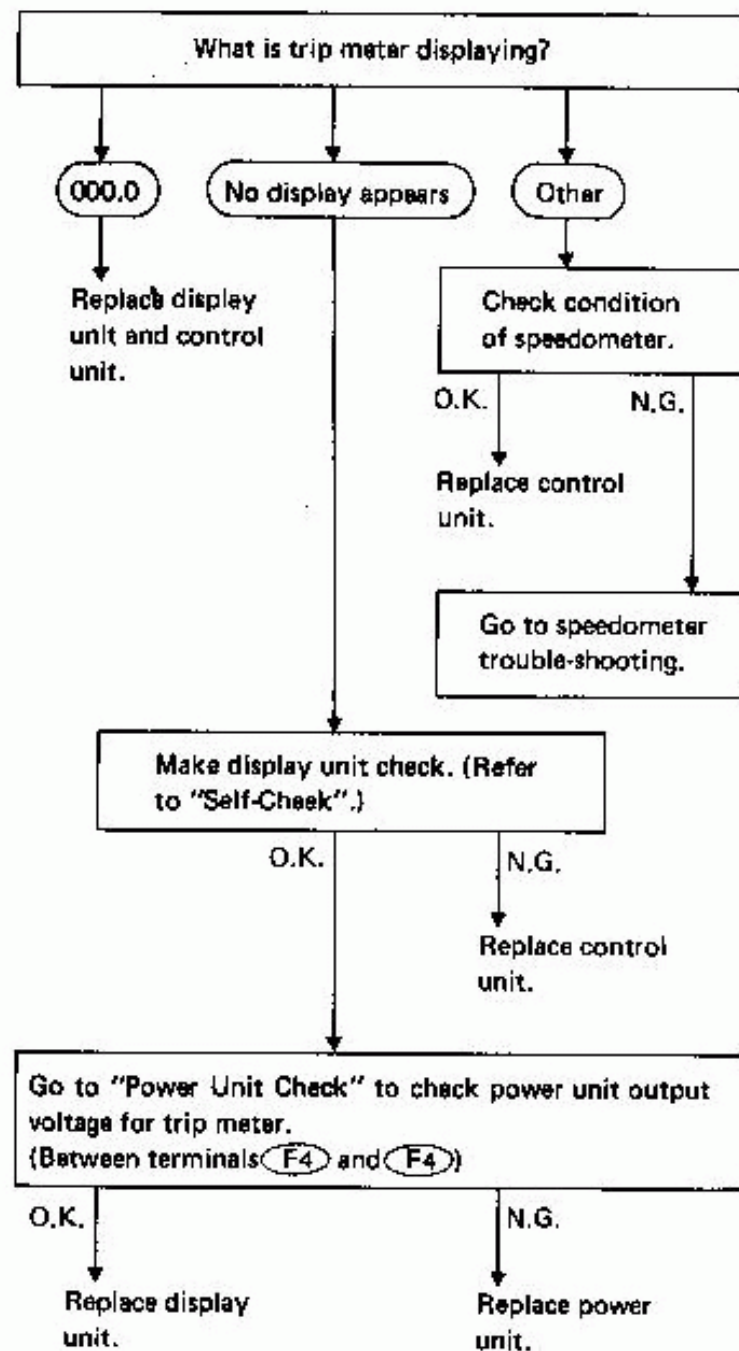 What is trip meter displaying?
000.0
No display appears
Other
Replace display
unit and control
unit.
Check condition
of speedometer.
O.K.
N.G.
Replace control
unit.
Go to speedometer
trouble-shooting.
Make display unit check. (Refer
to "Self-Check".)
O.K.
N.G.
Replace control
unit.
Go to "Power Unit Check" to check power unit output
voltage for trip meter.
(Between terminals F4 and F4)
O.K.
N.G.
Replace display
unit.
Replace power
unit.